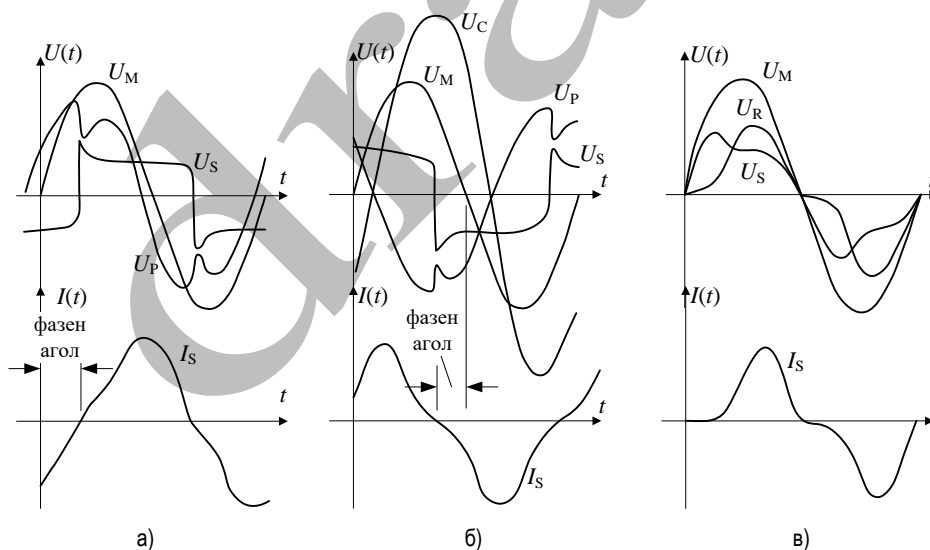 U(t)
U_M
U_S
t
U_P
I(t)
фазен
агол
I_S
t
а)
U(t)
U_C
U_M
U_P
U_S
t
I(t)
фазен
агол
t
I_S
б)
U(t)
U_M
U_R
U_S
t
I(t)
I_S
t
в)